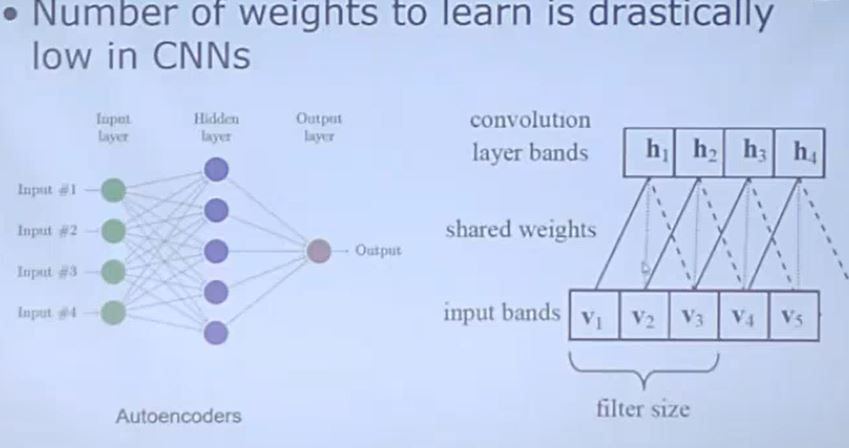 • Number of weights to learn is drastically
low in CNNs
Input
layer
Hidden
layer
Output
layer
Input #1
Input #2
Input #3
Input #4
Output
Autoencoders
convolution
layer bands
h₁ h₂ h₃ h₄
shared weights
input bands
v₁ v₂ v₃ v₄ v₅
filter size